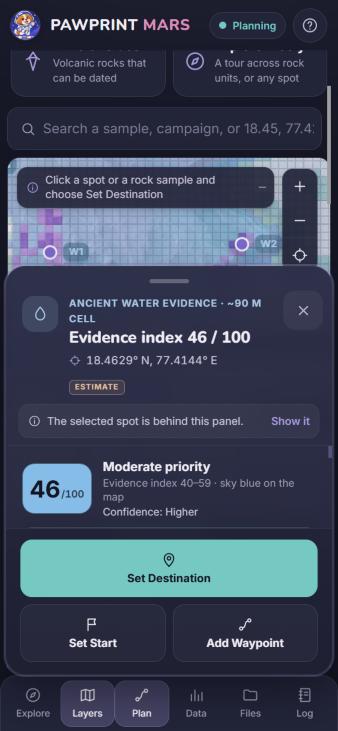 PAWPRINT MARS
Planning
Volcanic rocks that
can be dated
A tour across rock
units, or any spot
Search a sample, campaign, or 18.45, 77.4
Click a spot or a rock sample and
choose Set Destination
W1
W2
ANCIENT WATER EVIDENCE · ~90 M
CELL
Evidence index 46 / 100
18.4629° N, 77.4144° E
ESTIMATE
The selected spot is behind this panel.
Show it
46/100
Moderate priority
Evidence index 40–59 · sky blue on the
map
Confidence: Higher
Set Destination
Set Start
Add Waypoint
Explore
Layers
Plan
Data
Files
Log